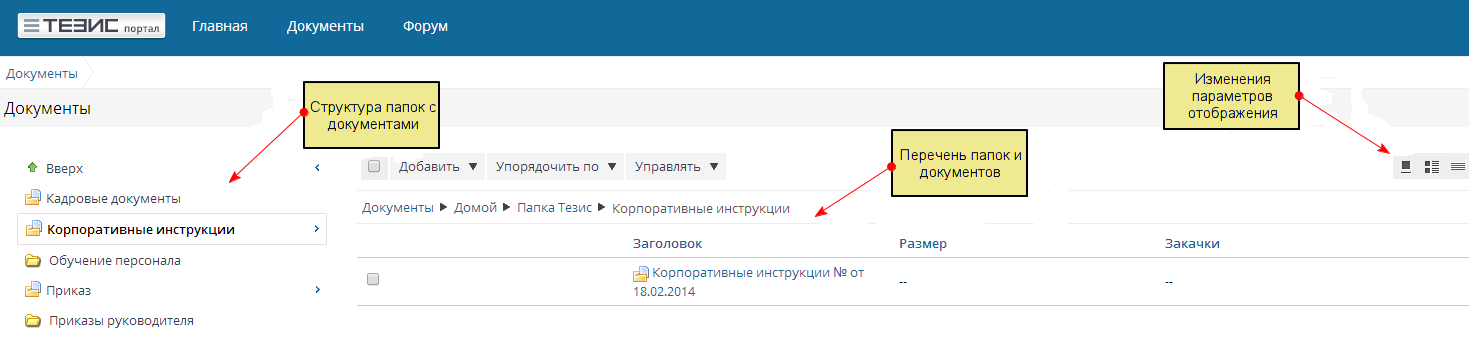 ТЕЗИС портал
Главная
Документы
Форум
Документы
Документы
Структура папок с
документами
Изменения
параметров
отображения
Перечень папок и
документов
Вверх
Кадровые документы
Корпоративные инструкции
Обучение персонала
Приказ
Приказы руководителя
Добавить
Упорядочить по
Управлять
Документы ▶ Домой ▶ Папка Тезис ▶ Корпоративные инструкции
Заголовок
Размер
Закачки
Корпоративные инструкции № от
18.02.2014
--
--